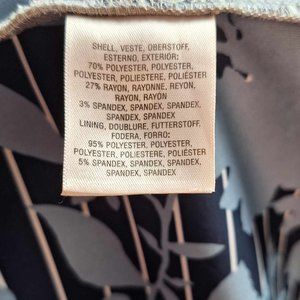 SHELL, VESTE, OBERSTOFF,
ESTERNO, EXTERIOR:
70% POLYESTER, POLYESTER,
POLYESTER, POLIESTERE, POLIÉSTER
27% RAYON, RAYONNE, REYON,
RAYON, RAYON
3% SPANDEX, SPANDEX, SPANDEX,
SPANDEX, SPANDEX
LINING, DOUBLURE, FUTTERSTOFF,
FODERA, FORRO:
95% POLYESTER, POLYESTER,
POLYESTER, POLIESTERE, POLIÉSTER
5% SPANDEX, SPANDEX, SPANDEX,
SPANDEX, SPANDEX